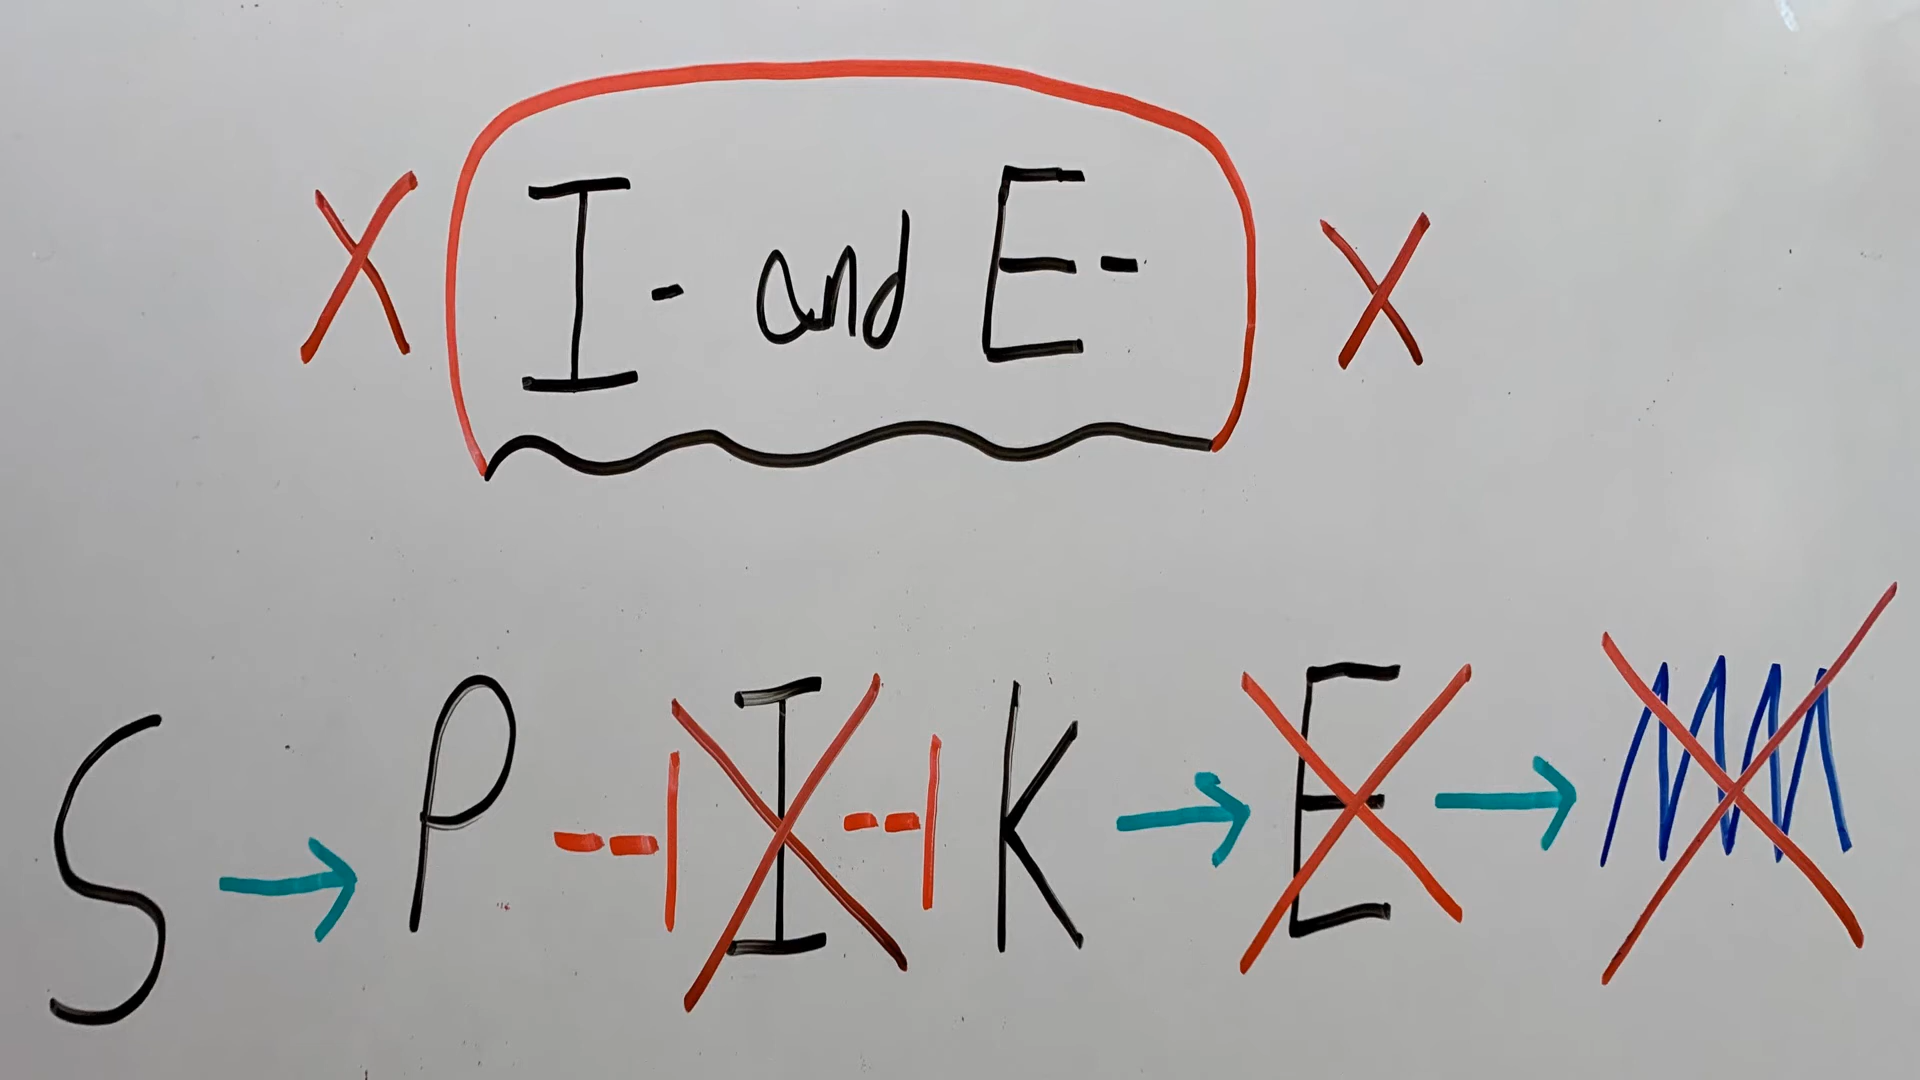 X I- and E- X
S → P --| I --| K → E →